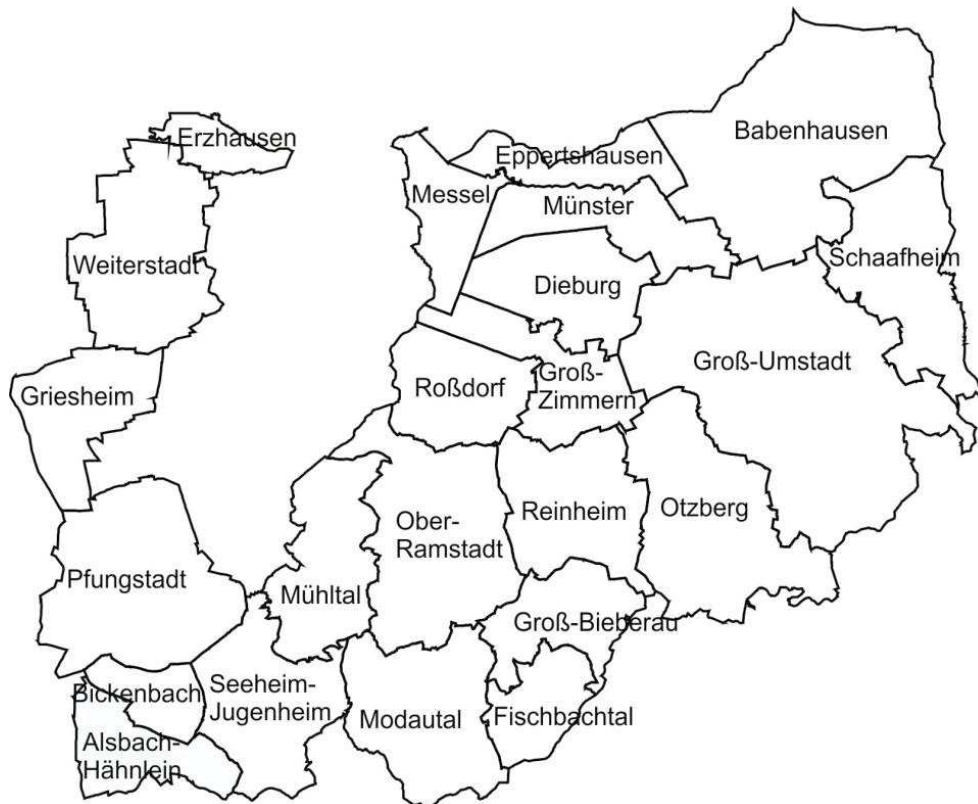 Erzhausen
Babenhausen
Eppertshausen
Messel
Münster
Schaafheim
Weiterstadt
Dieburg
Groß-Umstadt
Griesheim
Roßdorf
Groß-
Zimmern
Reinheim
Otzberg
Ober-
Ramstadt
Pfungstadt
Mühltal
Groß-Bieberau
Bickenbach
Seeheim-
Jugenheim
Modautal
Fischbachtal
Alsbach-
Hähnlein